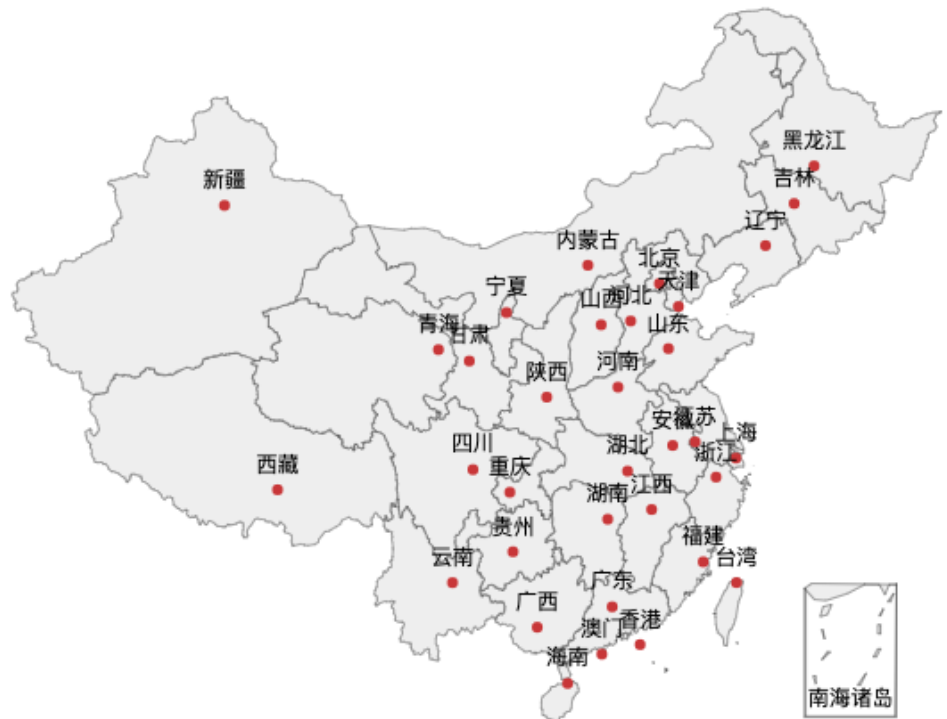 黑龙江
新疆
吉林
辽宁
内蒙古
北京
天津
宁夏
山西
河北
青海
甘肃
山东
陕西
河南
安徽
江苏
上海
四川
重庆
湖北
浙江
西藏
湖南
江西
贵州
福建
云南
台湾
广西
广东
澳门
香港
海南
南海诸岛